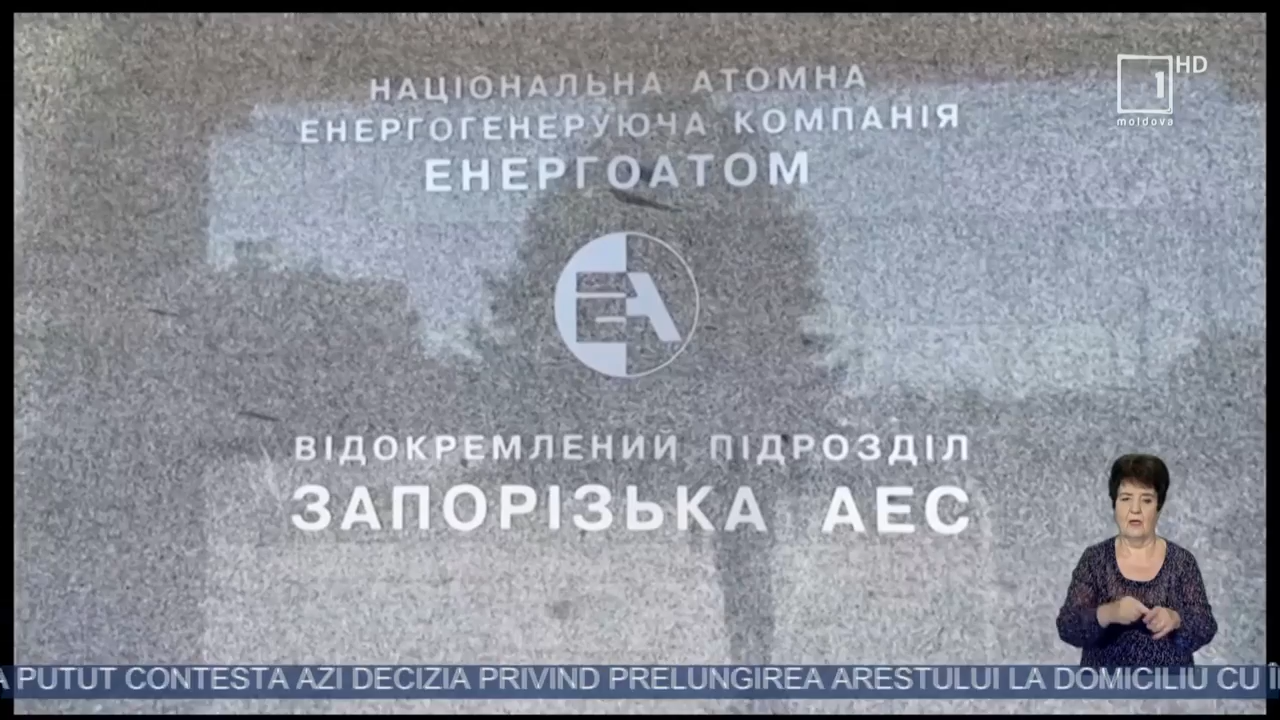 НАЦІОНАЛЬНА АТОМНА
ЕНЕРГОГЕНЕРУЮЧА КОМПАНІЯ
ЕНЕРГОАТОМ
ЕА
ВІДОКРЕМЛЕНИЙ ПІДРОЗДІЛ
ЗАПОРІЗЬКА АЕС
1 HD
moldova
PUTUT CONTESTA AZI DECIZIA PRIVIND PRELUNGIREA ARESTULUI LA DOMICILIU CU